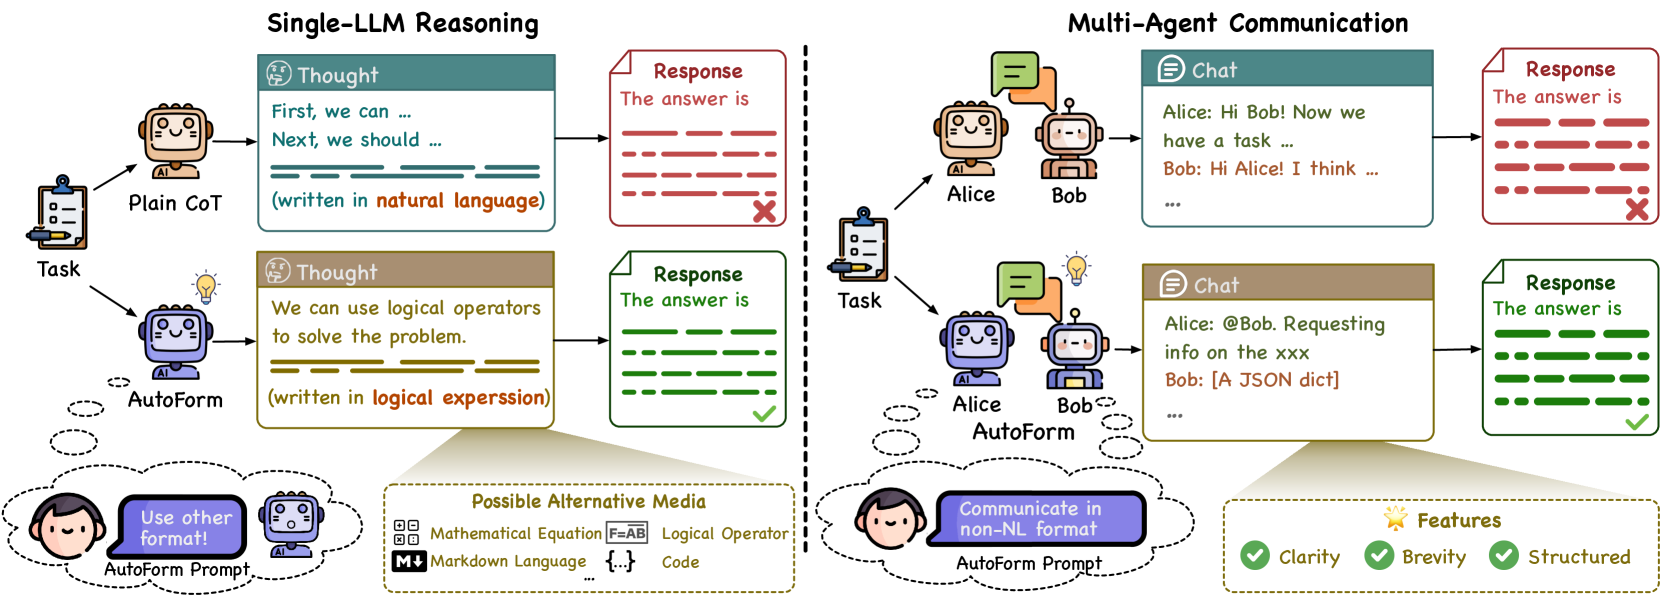 Single-LLM Reasoning
Thought
First, we can ...
Next, we should ...
(written in natural language)
Response
The answer is
AI
Plain CoT
Task
Thought
We can use logical operators
to solve the problem.
(written in logical experssion)
Response
The answer is
AI
AutoForm
Use other
format!
AI
AutoForm Prompt
Possible Alternative Media
Mathematical Equation
F=AB
Logical Operator
M
Markdown Language
{...}
Code
...
Multi-Agent Communication
Chat
Alice: Hi Bob! Now we
have a task ...
Bob: Hi Alice! I think ...
...
Response
The answer is
AI
Alice
Bob
Task
Chat
Alice: @Bob. Requesting
info on the xxx
Bob: [A JSON dict]
...
Response
The answer is
AI
Alice
Bob
AutoForm
Communicate in
non-NL format
AutoForm Prompt
Features
Clarity
Brevity
Structured